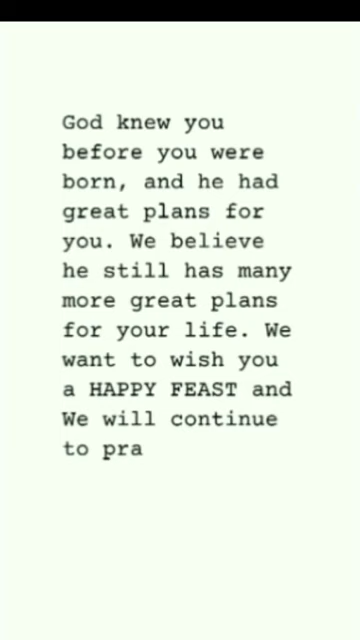 God knew you
before you were
born, and he had
great plans for
you. We believe
he still has many
more great plans
for your life. We
want to wish you
a HAPPY FEAST and
We will continue
to pra